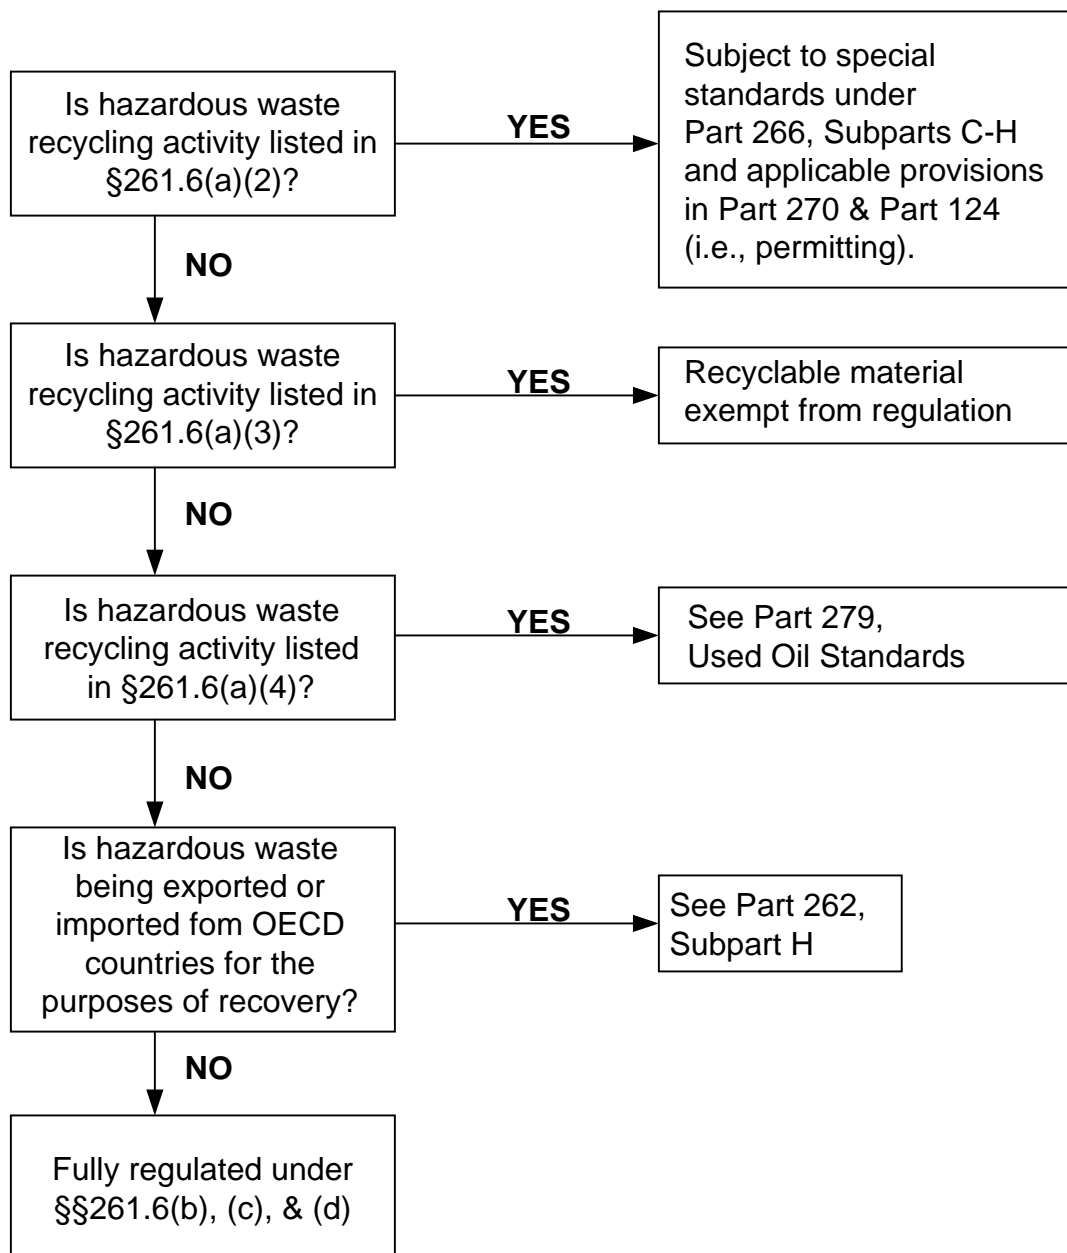 Is hazardous waste
recycling activity listed in
§261.6(a)(2)?
YES
Subject to special
standards under
Part 266, Subparts C-H
and applicable provisions
in Part 270 & Part 124
(i.e., permitting).
NO
Is hazardous waste
recycling activity listed in
§261.6(a)(3)?
YES
Recyclable material
exempt from regulation
NO
Is hazardous waste
recycling activity listed
in §261.6(a)(4)?
YES
See Part 279,
Used Oil Standards
NO
Is hazardous waste
being exported or
imported fom OECD
countries for the
purposes of recovery?
YES
See Part 262,
Subpart H
NO
Fully regulated under
§§261.6(b), (c), & (d)